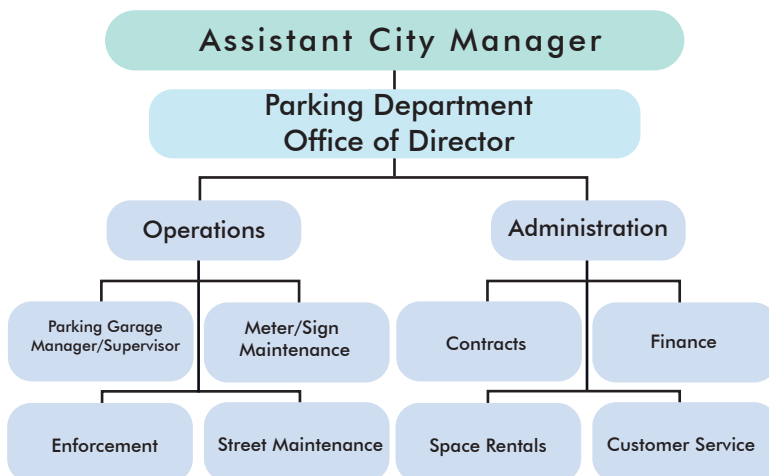 Assistant City Manager
Parking Department
Office of Director
Operations
Administration
Parking Garage
Manager/Supervisor
Meter/Sign
Maintenance
Contracts
Finance
Enforcement
Street Maintenance
Space Rentals
Customer Service